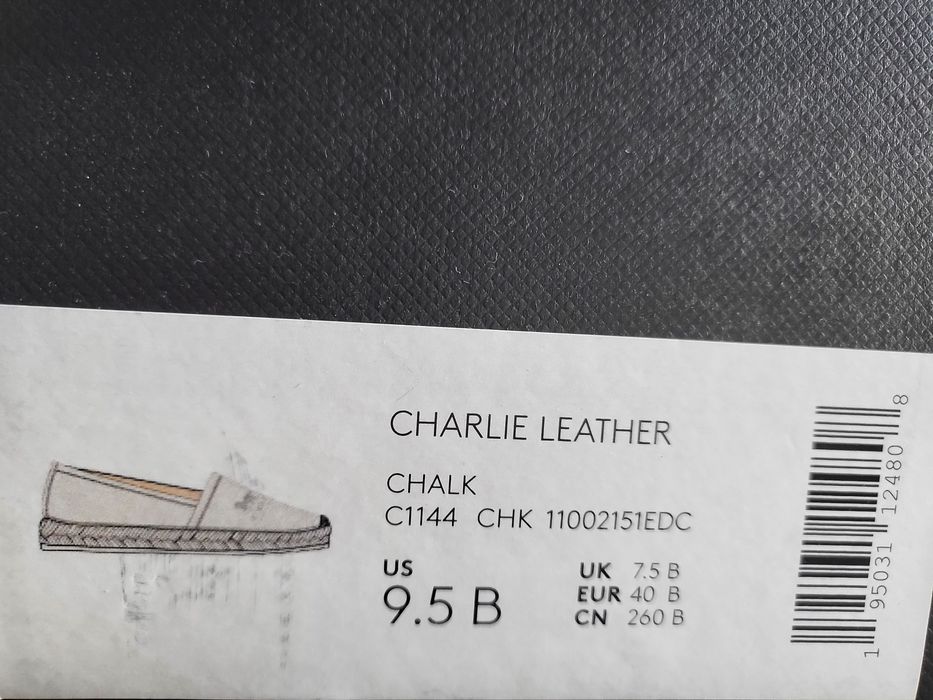 CHARLIE LEATHER
CHALK
C1144 CHK 11002151EDC
US
9.5 B
UK 7.5 B
EUR 40 B
CN 260 B
1 95031 12480 8